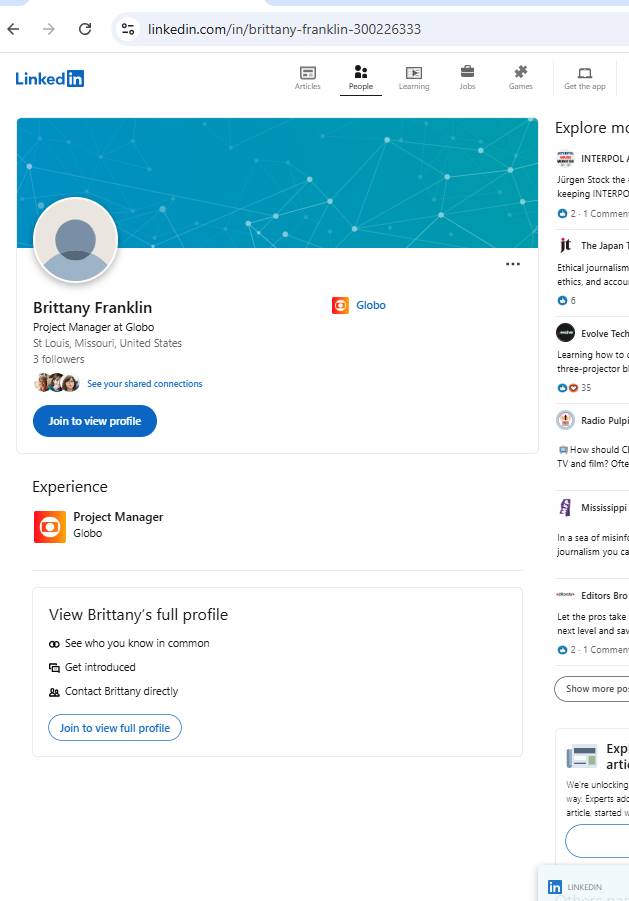 linkedin.com/in/brittany-franklin-300226333
Linked in
Articles
People
Learning
Jobs
Games
Get the app
Brittany Franklin
Project Manager at Globo
St Louis, Missouri, United States
3 followers
See your shared connections
Join to view profile
Globo
Experience
Project Manager
Globo
View Brittany's full profile
See who you know in common
Get introduced
Contact Brittany directly
Join to view full profile
Explore mo
INTERPOL A
Jürgen Stock the
keeping INTERPO
2 · 1 Comment
jt
The Japan T
Ethical journalism
ethics, and accou
6
Evolve Tech
Learning how to
three-projector bl
35
Radio Pulpi
How should Cl
TV and film? Ofte
Mississippi
In a sea of misinfo
journalism you ca
Editors Bro
Let the pros take
next level and sav
2 · 1 Comment
Show more po
Exp
arti
We're unlocking
way. Experts add
article, started w
in LINKEDIN